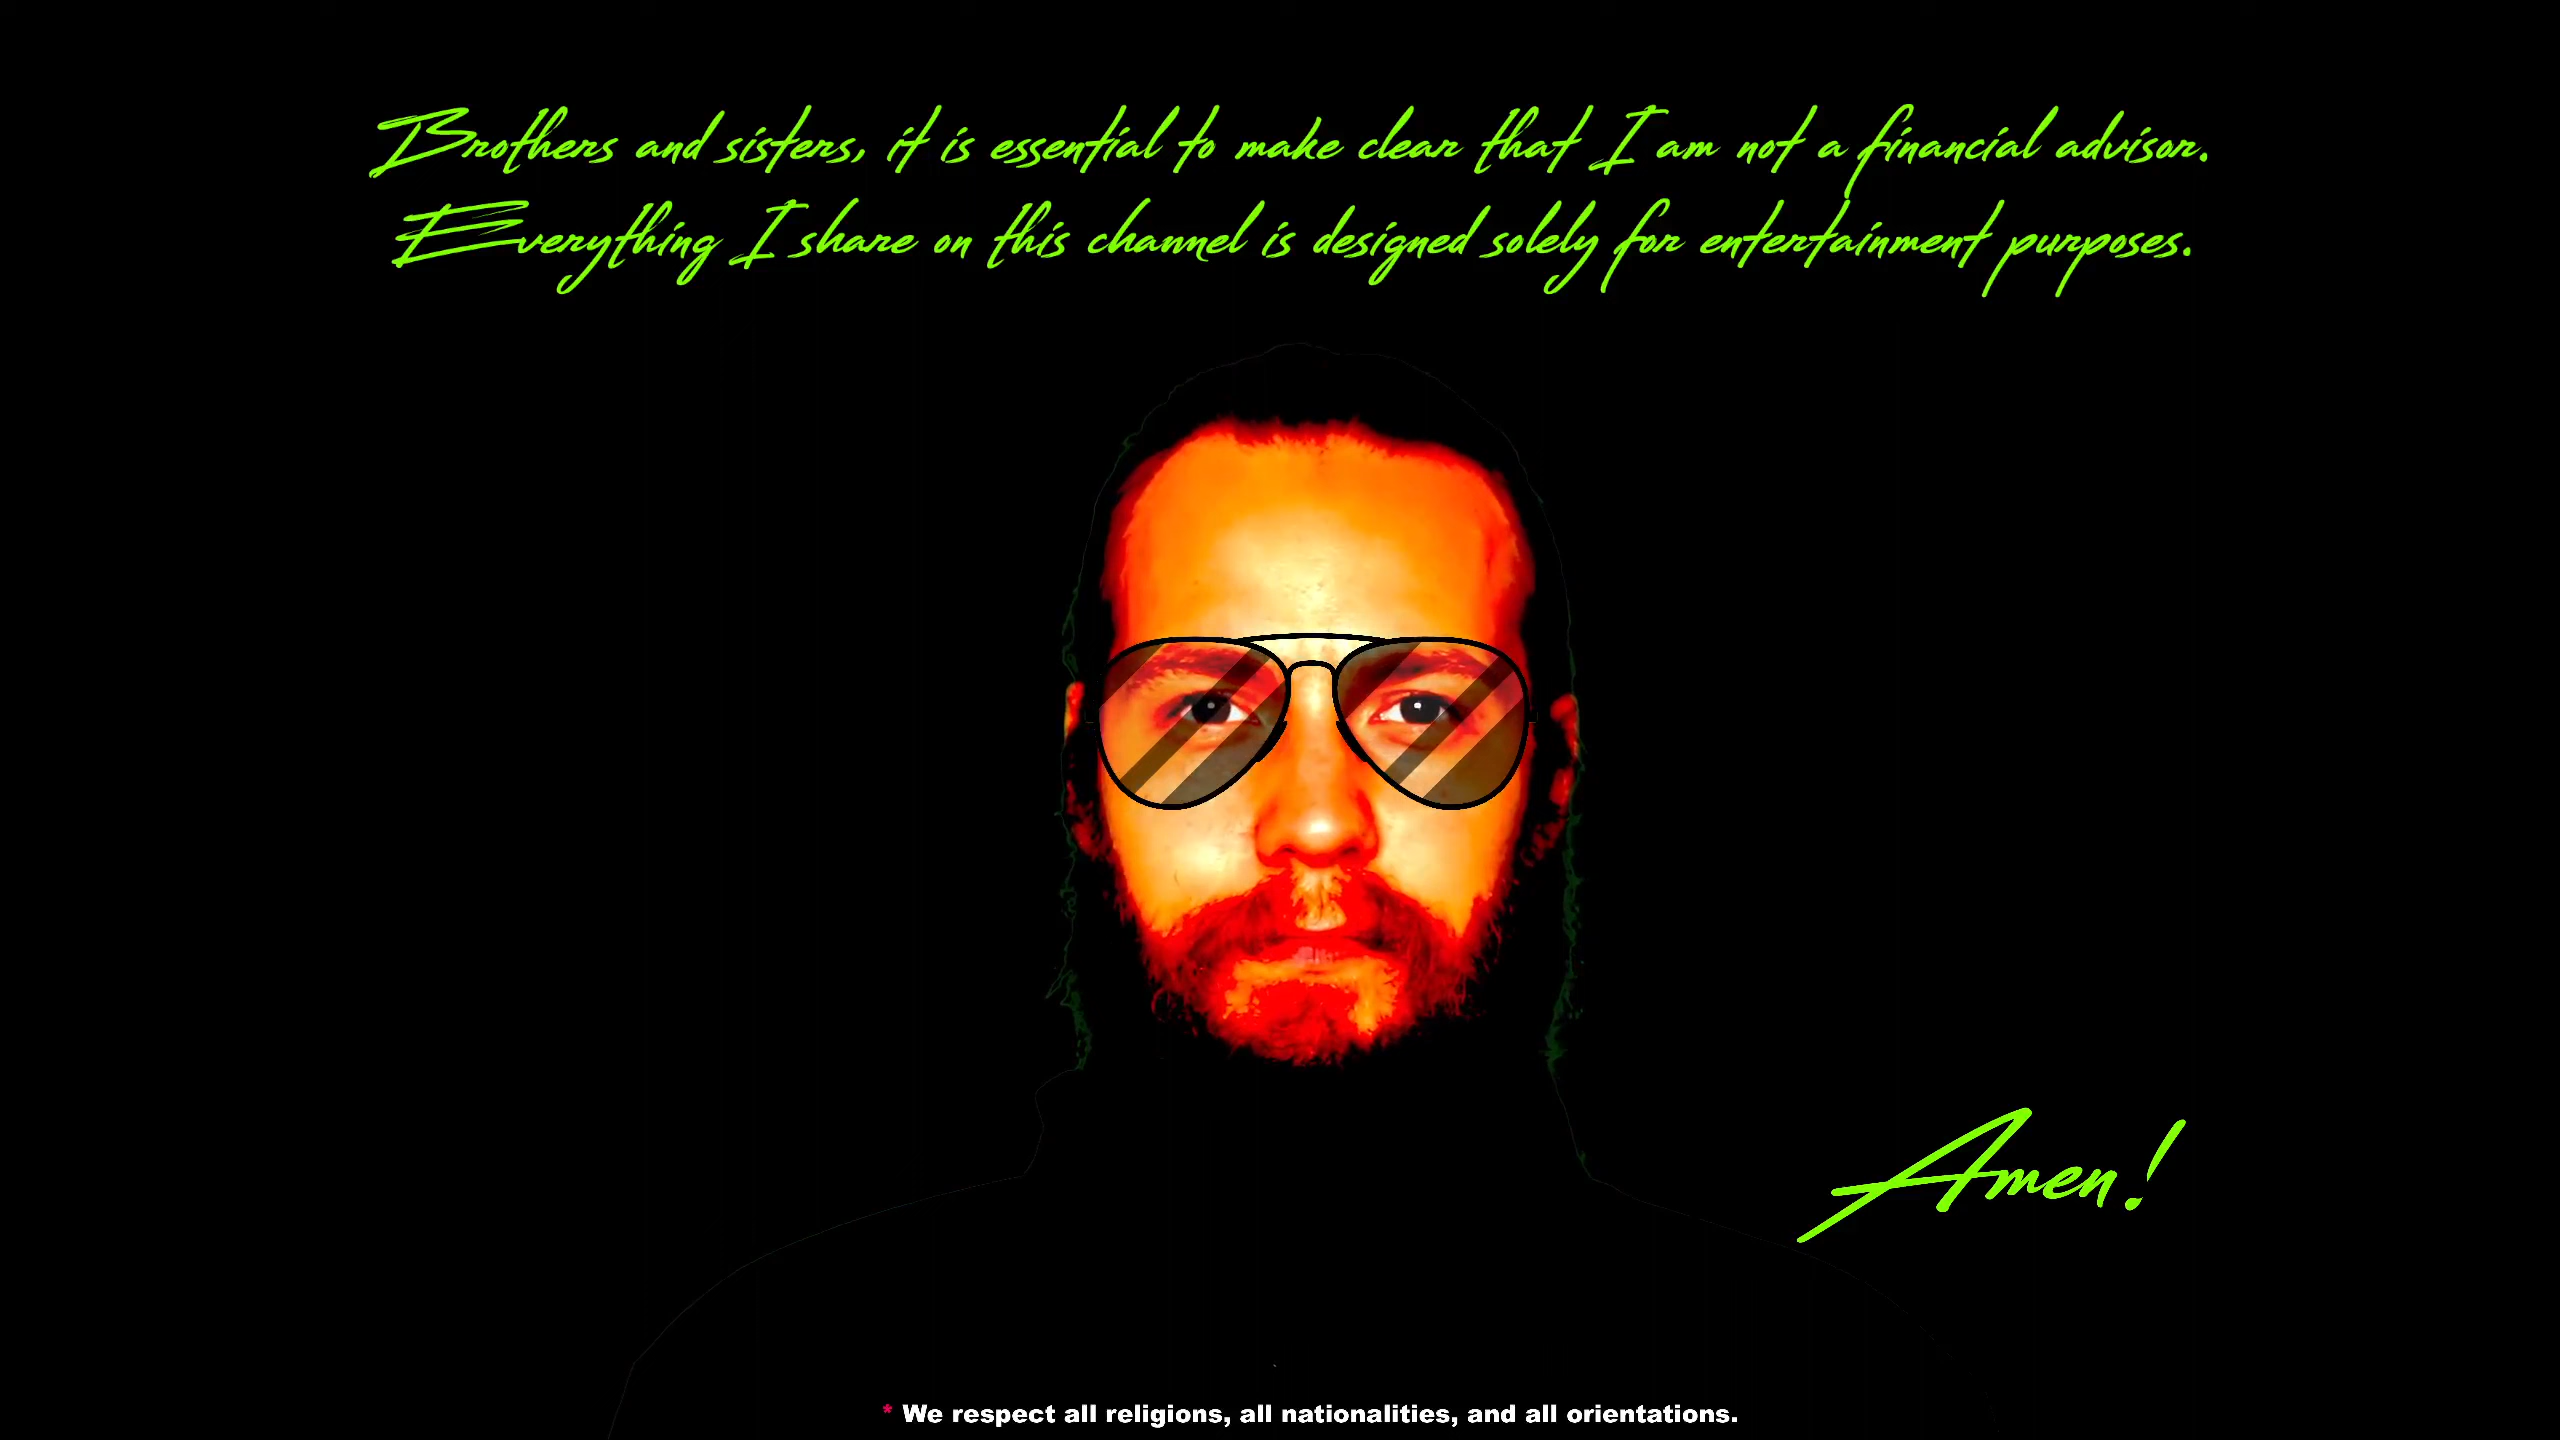 Brothers and sisters, it is essential to make clear that I am not a financial advisor.
Everything I share on this channel is designed solely for entertainment purposes.
Amen!
* We respect all religions, all nationalities, and all orientations.